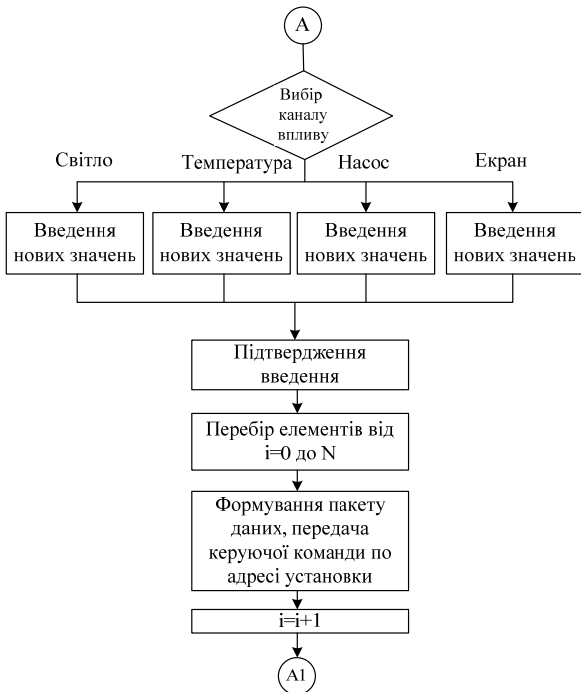 А
Вибір
каналу
впливу
Світло
Температура
Насос
Екран
Введення
нових значень
Введення
нових значень
Введення
нових значень
Введення
нових значень
Підтвердження
введення
Перебір елементів від
i=0 до N
Формування пакету
даних, передача
керуючої команди по
адресі установки
i=i+1
А1